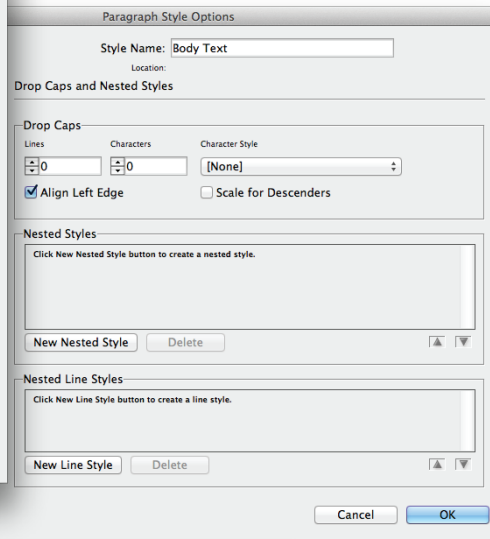 Paragraph Style Options
Style Name: Body Text
Location:
Drop Caps and Nested Styles
Drop Caps
Lines Characters Character Style
0 0 [None]
Align Left Edge Scale for Descenders
Nested Styles
Click New Nested Style button to create a nested style.
New Nested Style Delete
Nested Line Styles
Click New Line Style button to create a line style.
New Line Style Delete
Cancel OK